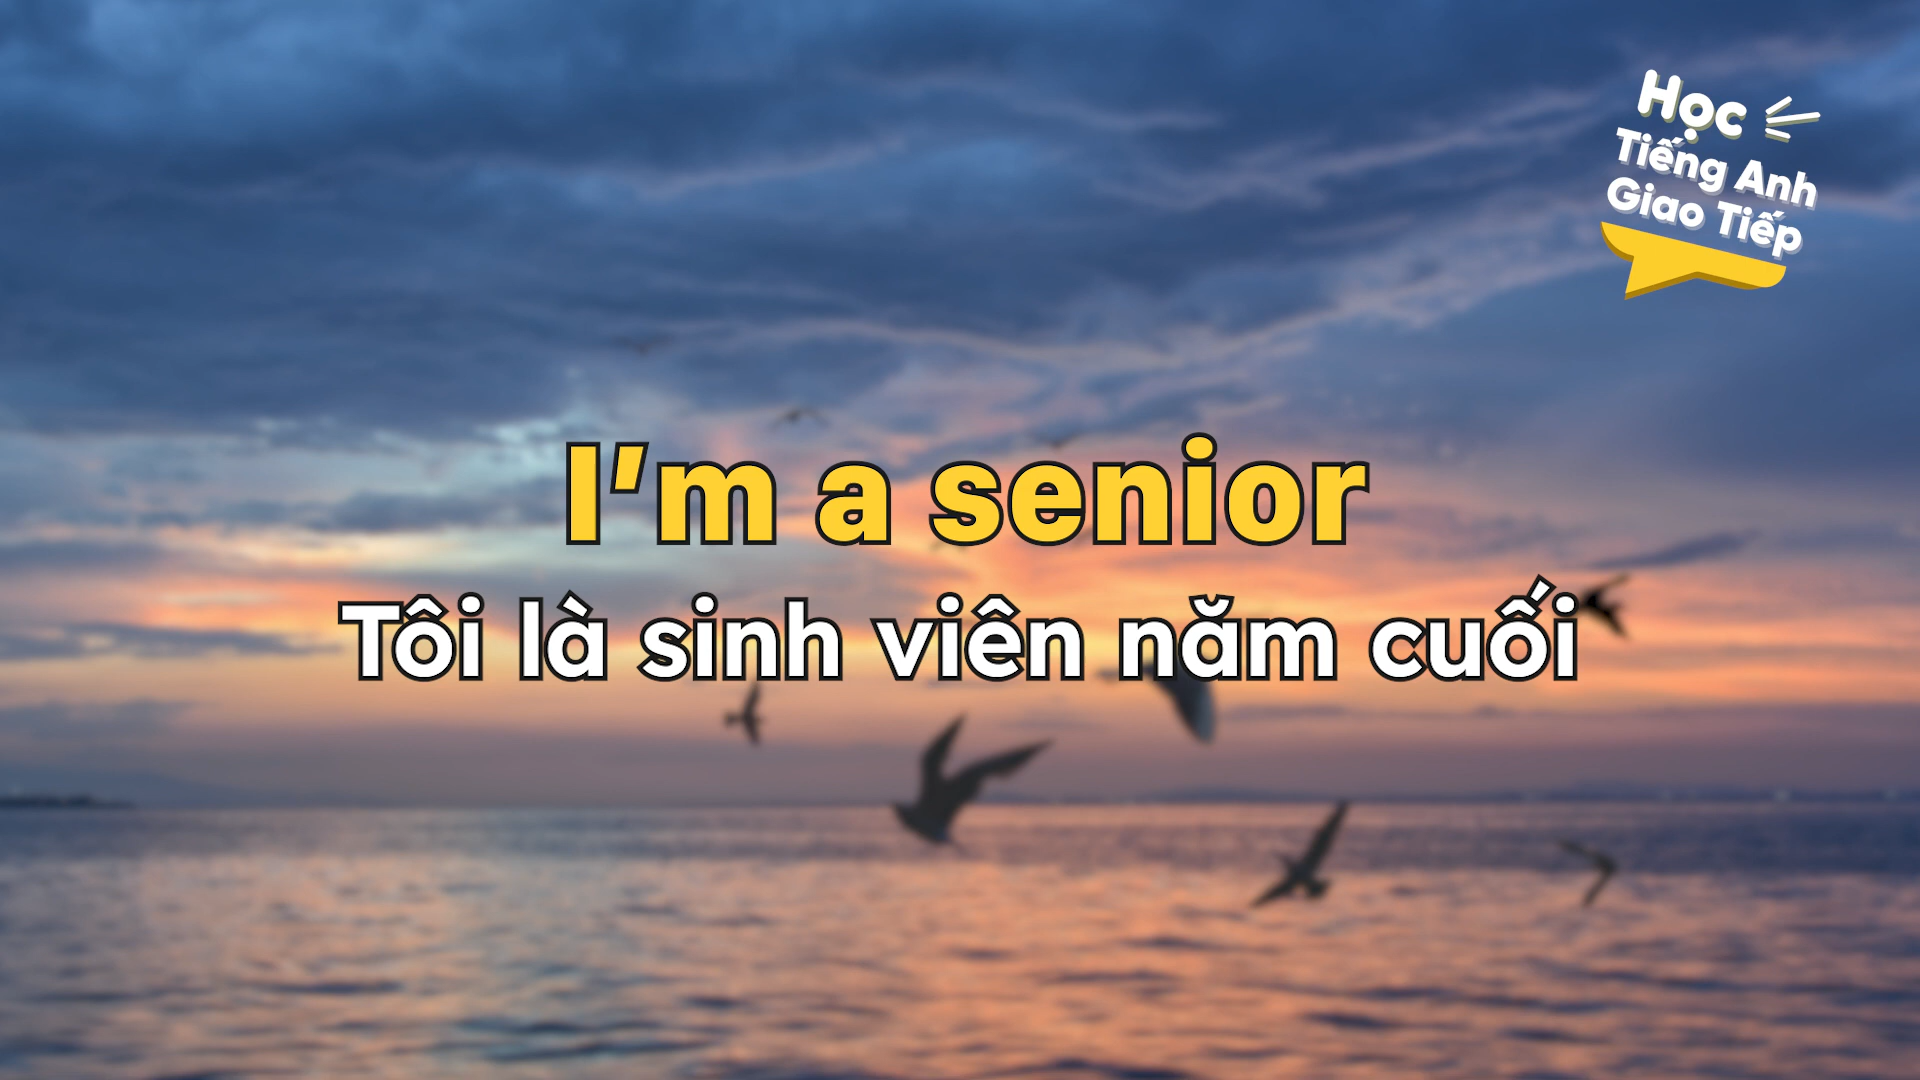 Học
Tiếng Anh
Giao Tiếp
I’m a senior
Tôi là sinh viên năm cuối